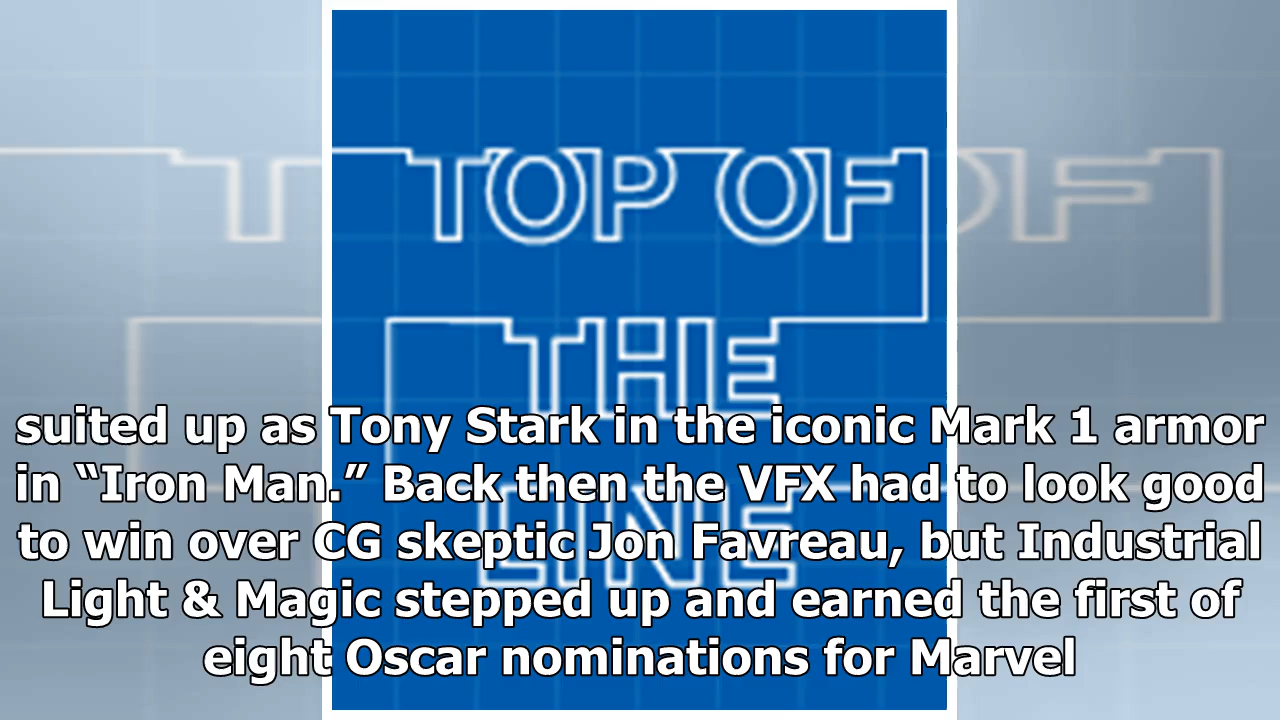 TOP OF
THE
LINE
suited up as Tony Stark in the iconic Mark 1 armor
in “Iron Man.” Back then the VFX had to look good
to win over CG skeptic Jon Favreau, but Industrial
Light & Magic stepped up and earned the first of
eight Oscar nominations for Marvel